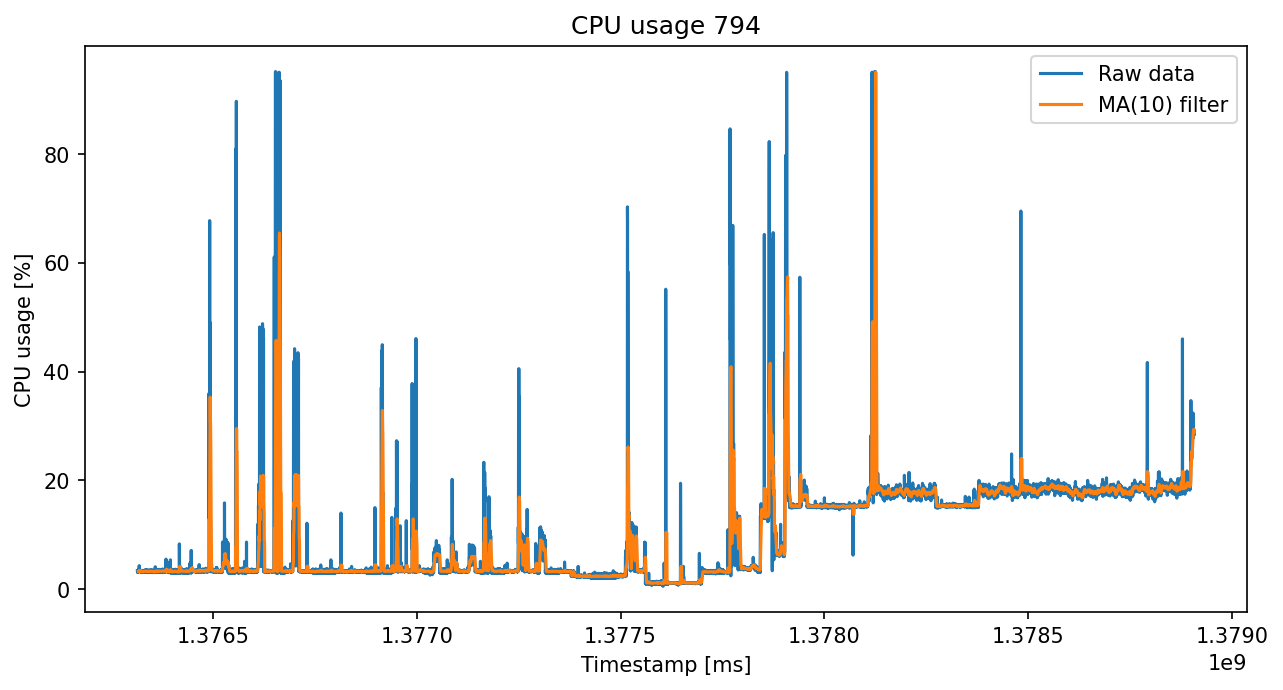 CPU usage 794
Raw data
MA(10) filter
CPU usage [%]
80
60
40
20
0
1.3765 1.3770 1.3775 1.3780 1.3785 1.3790
1e9
Timestamp [ms]